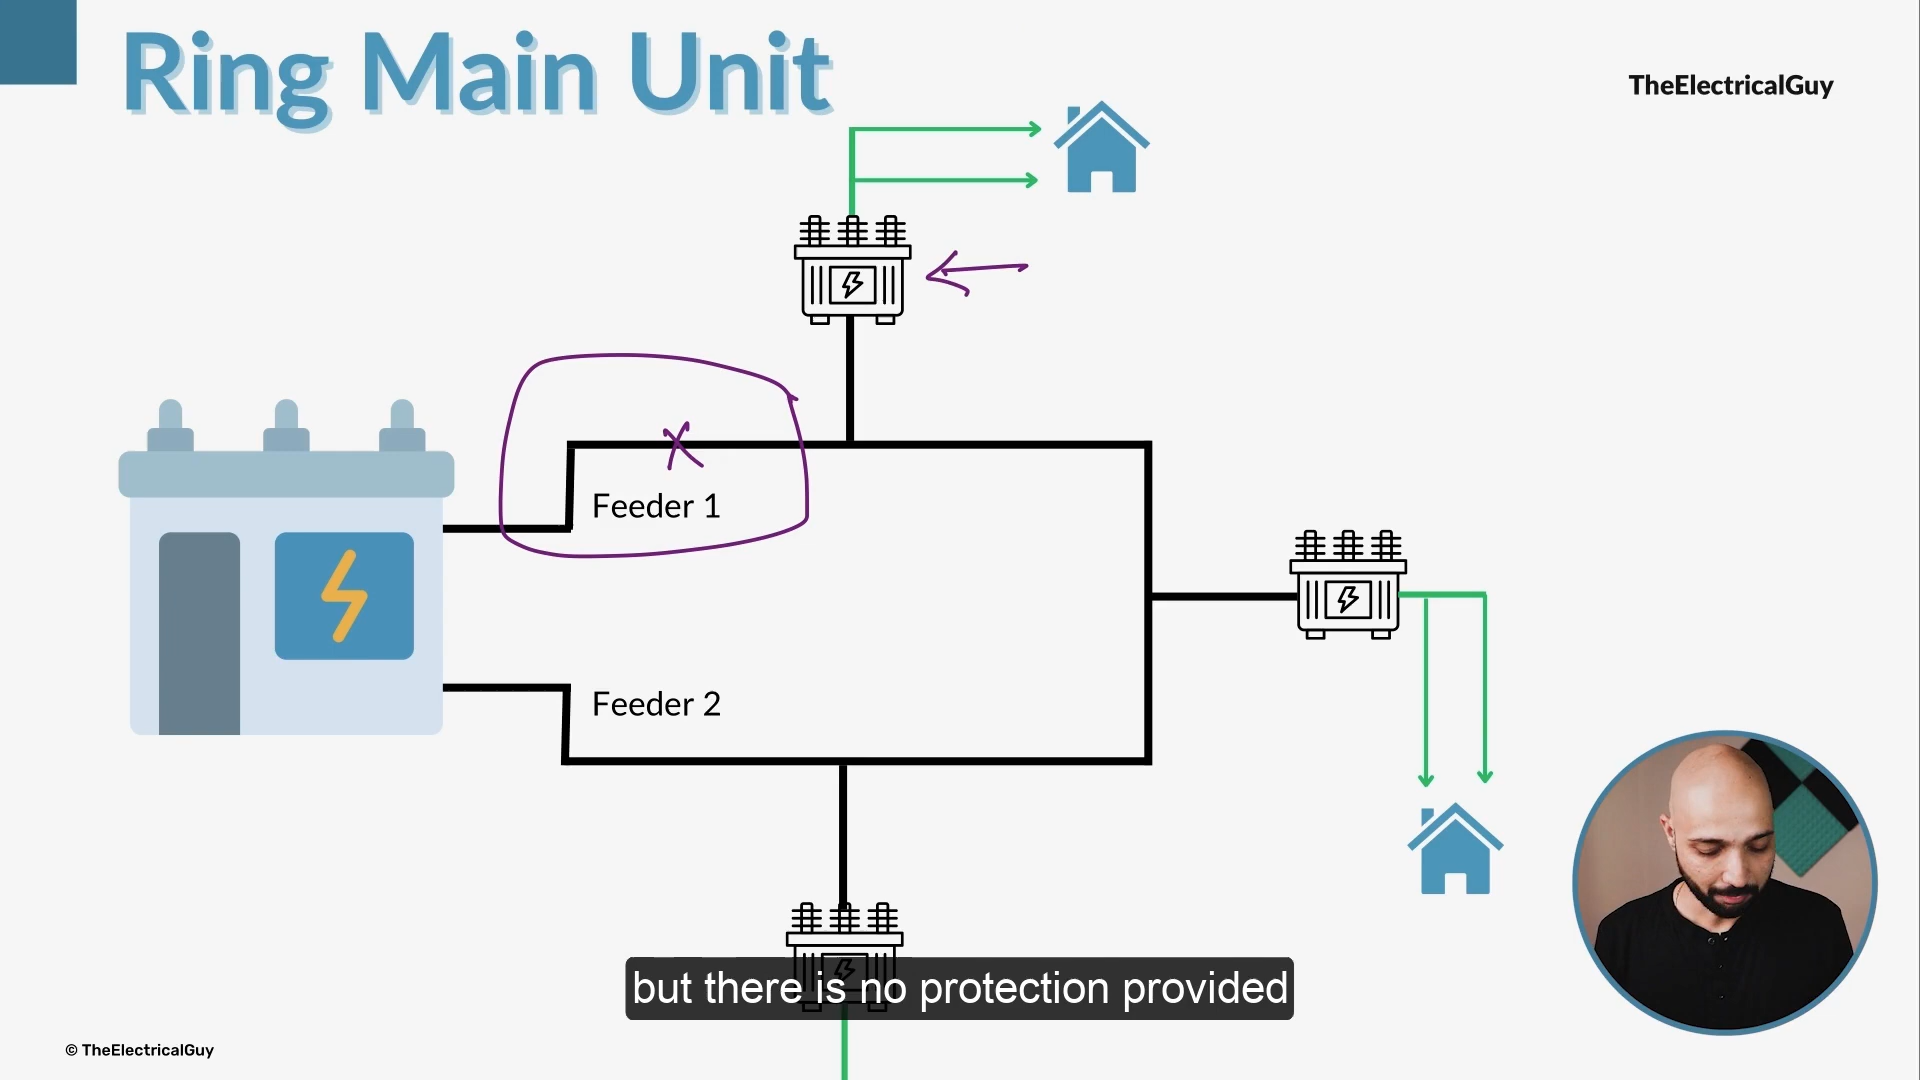 Ring Main Unit
TheElectricalGuy
Feeder 1
Feeder 2
but there is no protection provided
© TheElectricalGuy